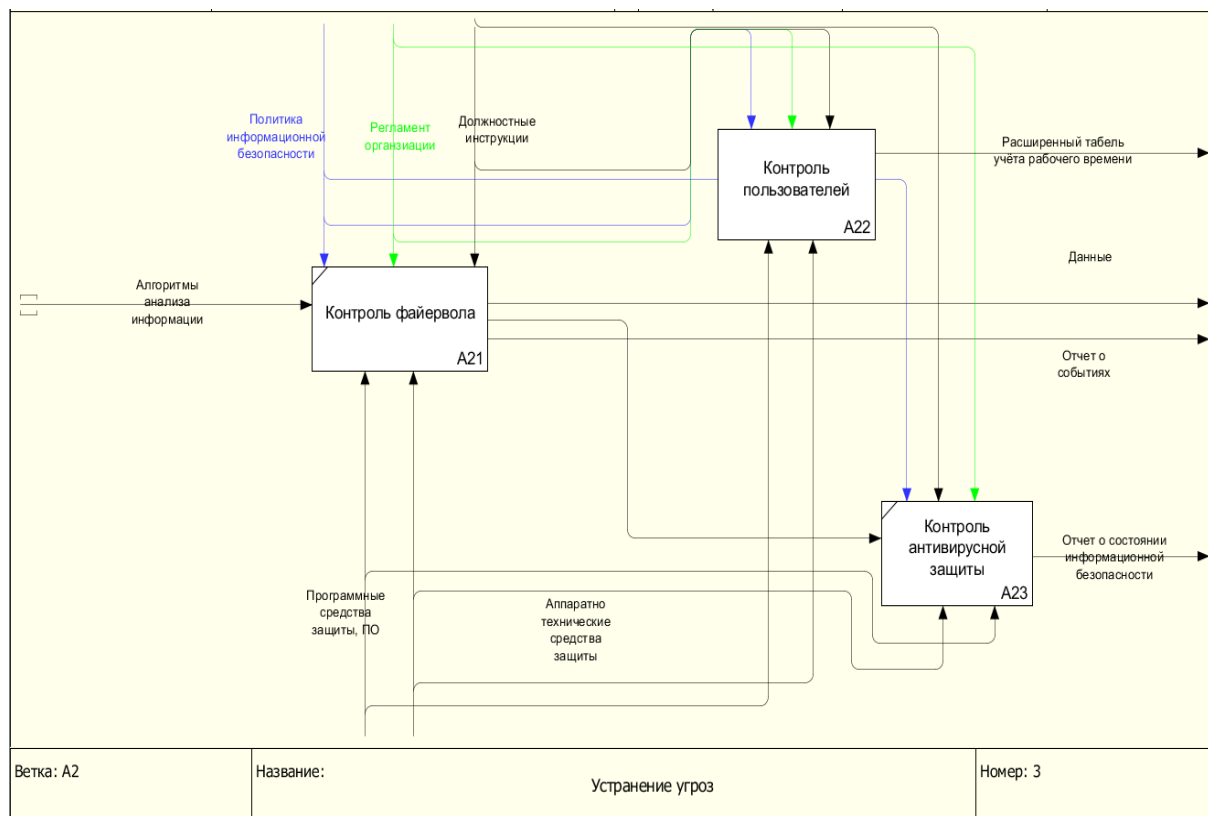 Политика
информационной
безопасности
Регламент
органзиации
Должностные
инструкции
Контроль
пользователей
A22
Расширенный табель
учёта рабочего времени
Данные
Алгоритмы
анализа
информации
Контроль файервола
A21
Отчет о
событиях
Контроль
антивирусной
защиты
A23
Отчет о состоянии
информационной
безопасности
Программные
средства
защиты, ПО
Аппаратно
технические
средства
защиты
Ветка: A2
Название:
Устранение угроз
Номер: 3